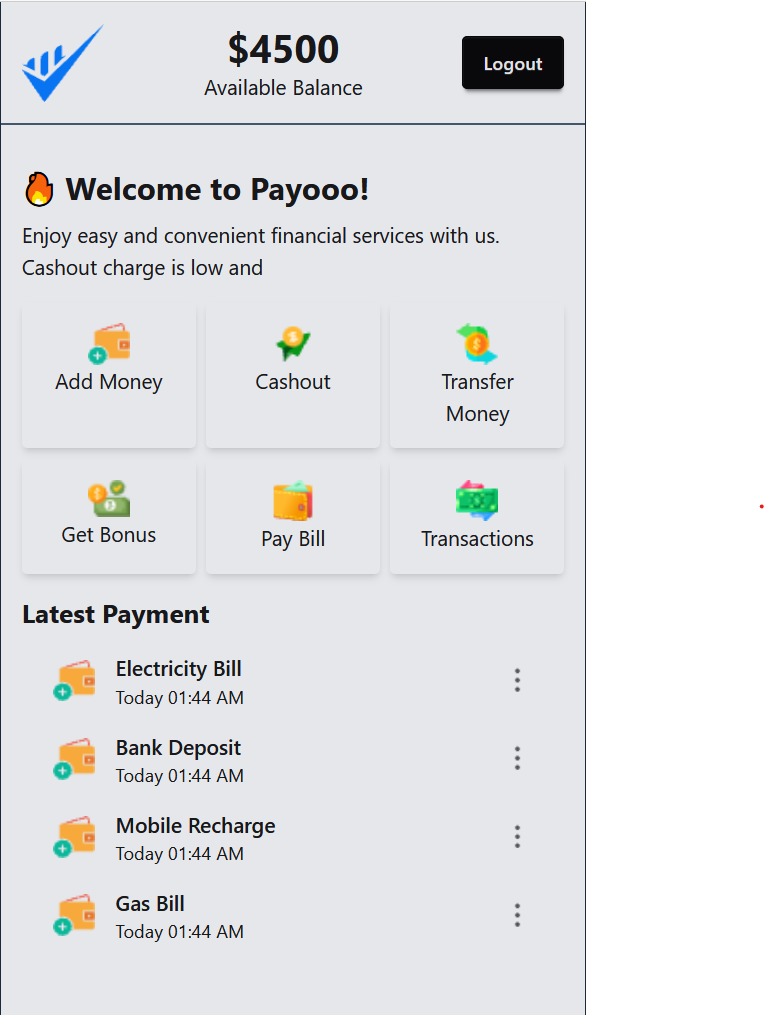 $4500
Available Balance
Logout
Welcome to Payooo!
Enjoy easy and convenient financial services with us.
Cashout charge is low and
Add Money
Cashout
Transfer
Money
Get Bonus
Pay Bill
Transactions
Latest Payment
Electricity Bill
Today 01:44 AM
Bank Deposit
Today 01:44 AM
Mobile Recharge
Today 01:44 AM
Gas Bill
Today 01:44 AM